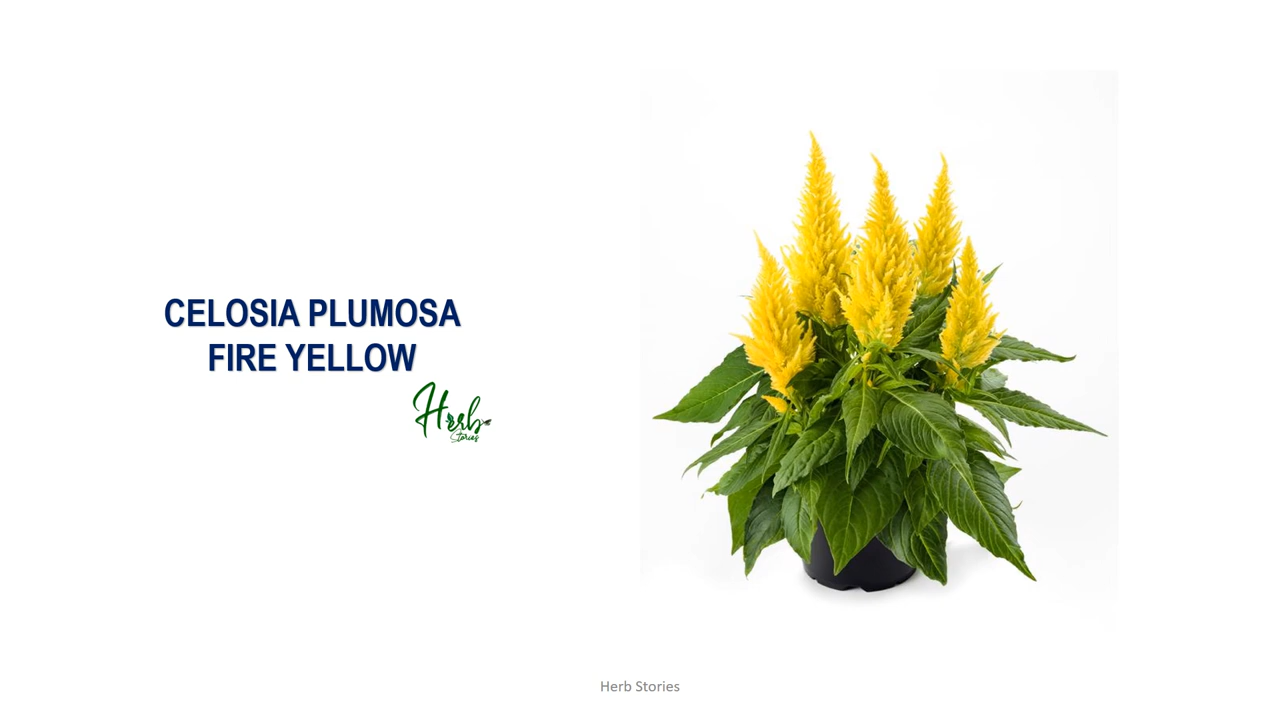 CELOSIA PLUMOSA
FIRE YELLOW
Herb
Stories
Herb Stories